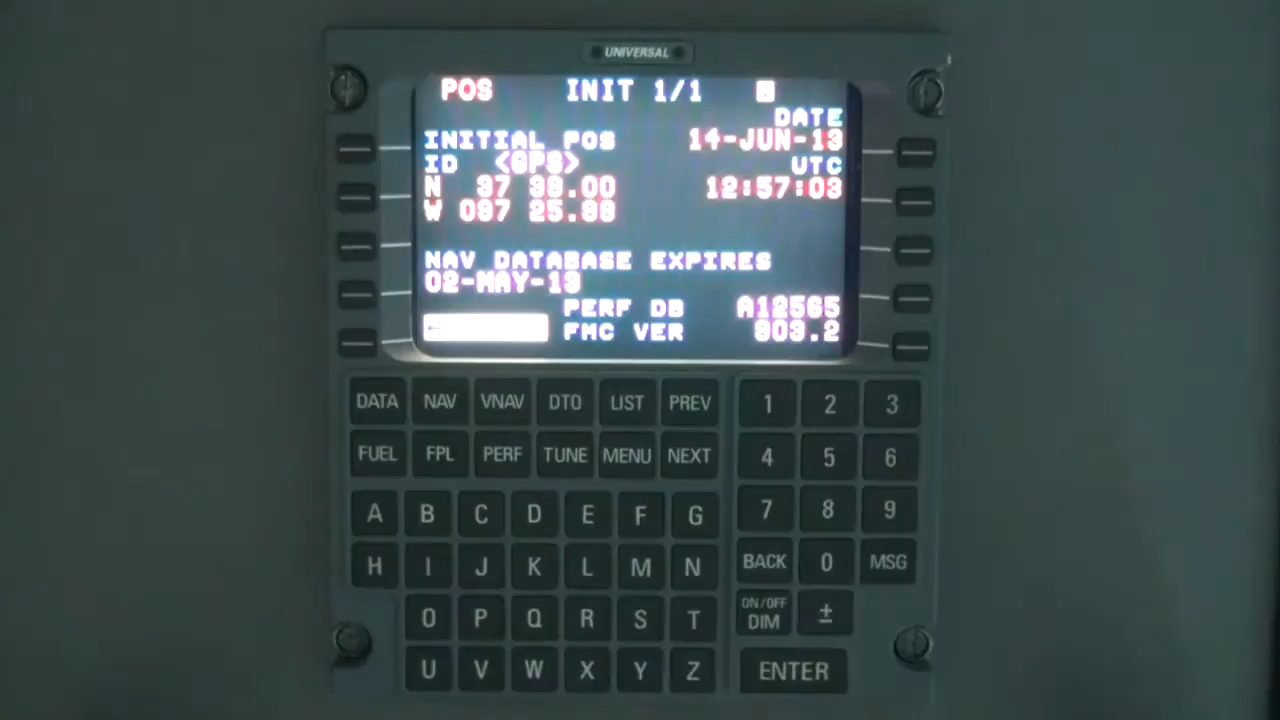 UNIVERSAL
POS INIT 1/1
DATE
INITIAL POS 14-JUN-13
ID <GPS> UTC
N 37 38.00 12:57:03
W 097 25.98
NAV DATABASE EXPIRES
02-MAY-13
PERF DB A12565
FMC VER 903.2
DATA NAV VNAV DTO LIST PREV 1 2 3
FUEL FPL PERF TUNE MENU NEXT 4 5 6
A B C D E F G 7 8 9
H I J K L M N BACK 0 MSG
O P Q R S T ON/OFF DIM ±
U V W X Y Z ENTER